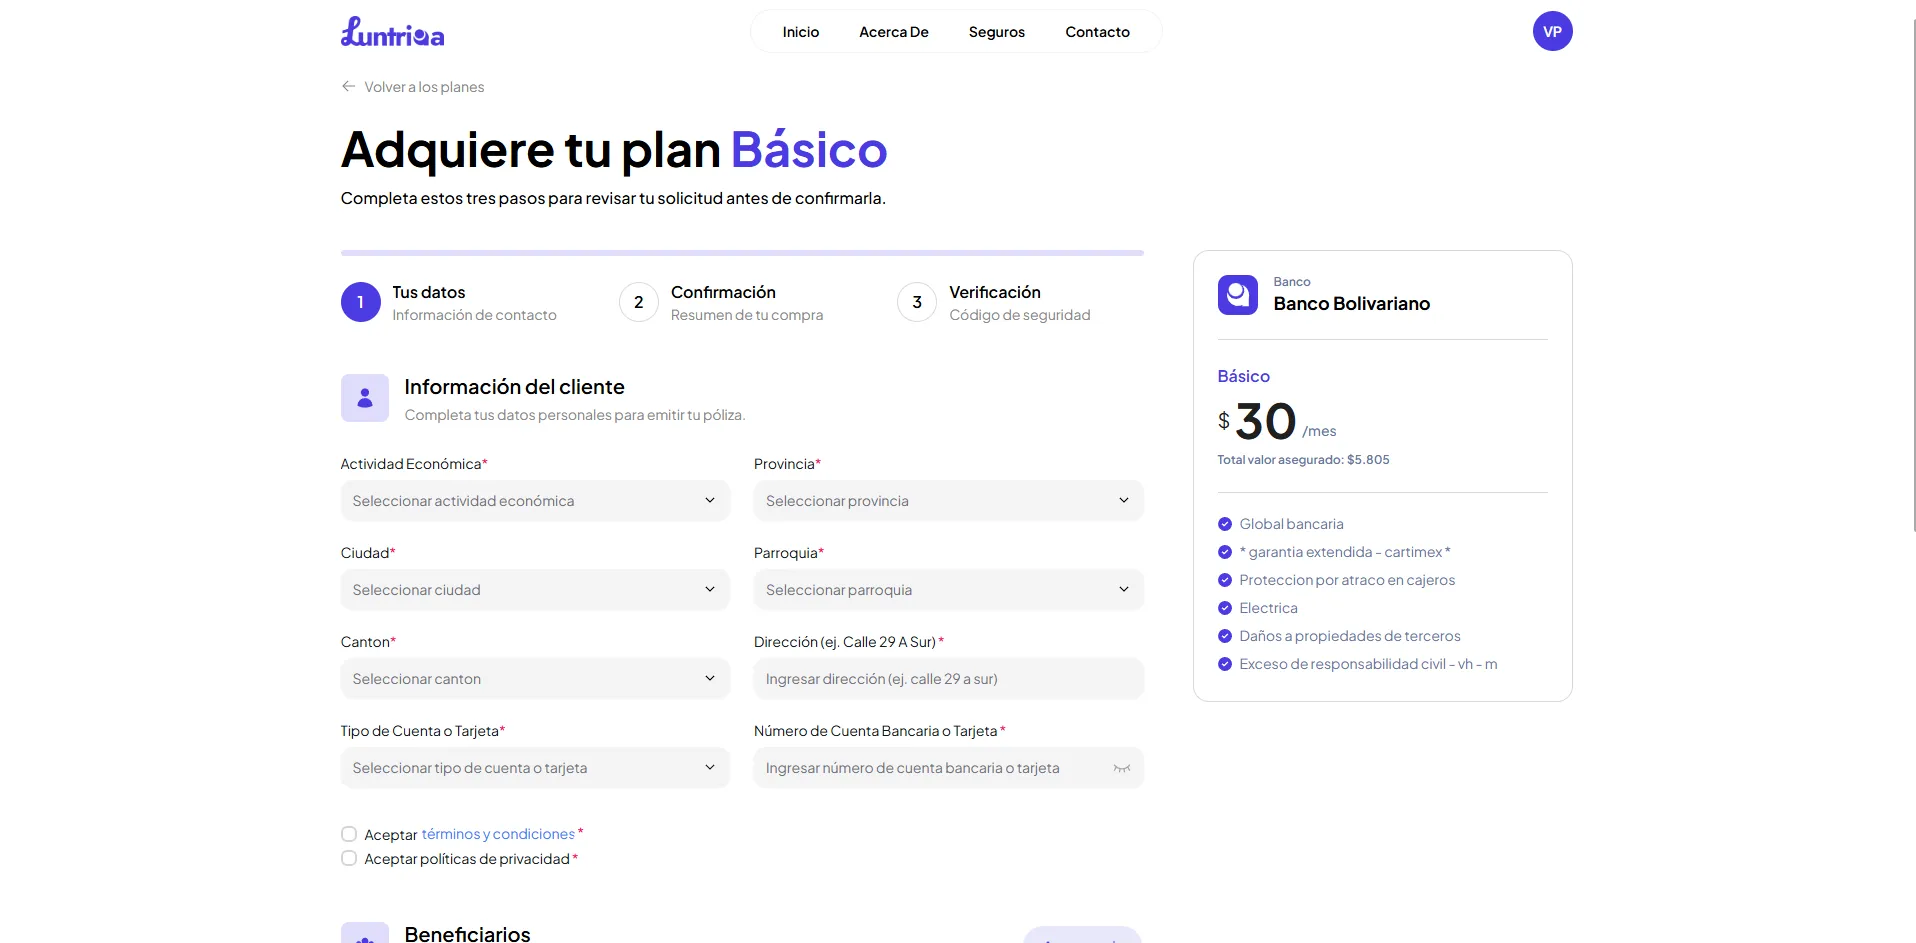 Luntriqa
Inicio
Acerca De
Seguros
Contacto
VP
Volver a los planes
Adquiere tu plan Básico
Completa estos tres pasos para revisar tu solicitud antes de confirmarla.
1
Tus datos
Información de contacto
2
Confirmación
Resumen de tu compra
3
Verificación
Código de seguridad
Información del cliente
Completa tus datos personales para emitir tu póliza.
Actividad Económica*
Seleccionar actividad económica
Provincia*
Seleccionar provincia
Ciudad*
Seleccionar ciudad
Parroquia*
Seleccionar parroquia
Canton*
Seleccionar canton
Dirección (ej. Calle 29 A Sur) *
Ingresar dirección (ej. calle 29 a sur)
Tipo de Cuenta o Tarjeta*
Seleccionar tipo de cuenta o tarjeta
Número de Cuenta Bancaria o Tarjeta *
Ingresar número de cuenta bancaria o tarjeta
Aceptar términos y condiciones *
Aceptar políticas de privacidad *
Beneficiarios
Banco
Banco Bolivariano
Básico
$ 30 /mes
Total valor asegurado: $5.805
Global bancaria
* garantia extendida - cartimex *
Proteccion por atraco en cajeros
Electrica
Daños a propiedades de terceros
Exceso de responsabilidad civil - vh - m